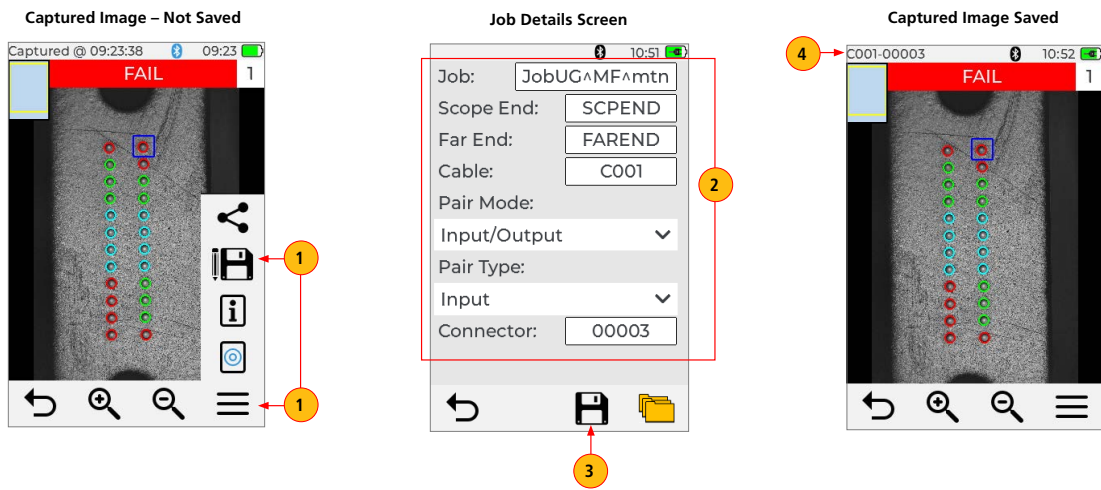 Captured Image – Not Saved
Captured @ 09:23:38 09:23
FAIL 1
1
1
Job Details Screen
10:51
Job: JobUG^MF^mtn
Scope End: SCPEND
Far End: FAREND
Cable: C001
Pair Mode:
Input/Output
Pair Type:
Input
Connector: 00003
2
3
Captured Image Saved
4
C001-00003 10:52
FAIL 1